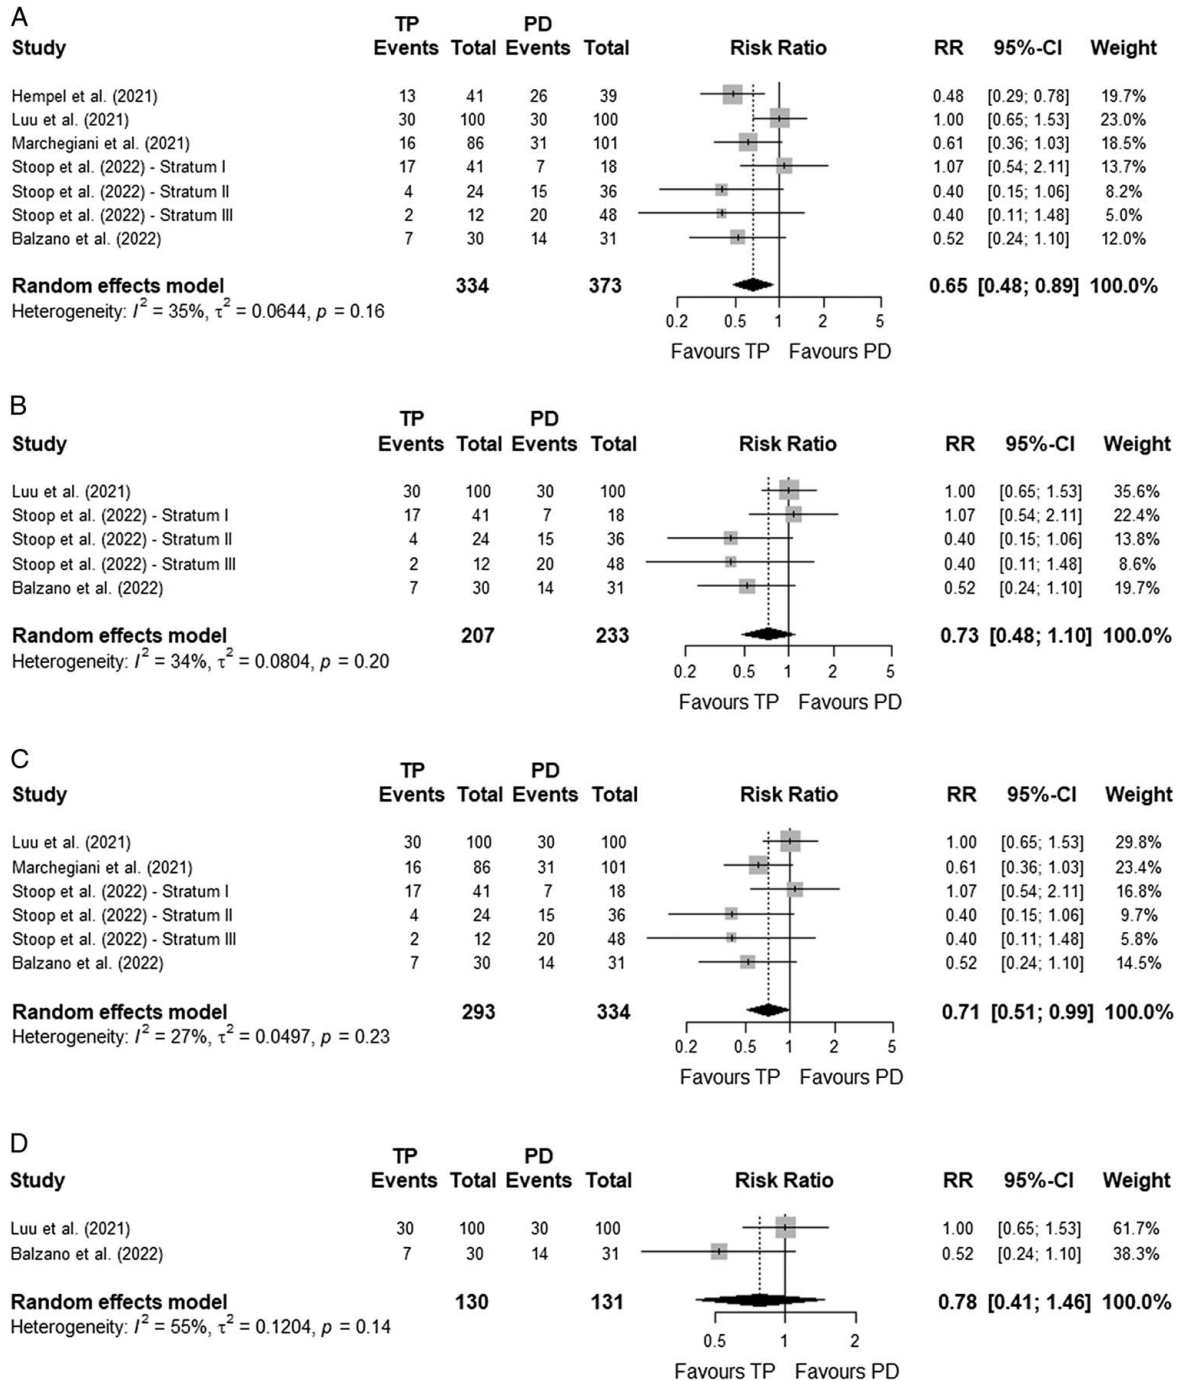 A
TP PD
Study Events Total Events Total Risk Ratio RR 95%-CI Weight
Hempel et al. (2021) 13 41 26 39 0.48 [0.29; 0.78] 19.7%
Luu et al. (2021) 30 100 30 100 1.00 [0.65; 1.53] 23.0%
Marchegiani et al. (2021) 16 86 31 101 0.61 [0.36; 1.03] 18.5%
Stoop et al. (2022) - Stratum I 17 41 7 18 1.07 [0.54; 2.11] 13.7%
Stoop et al. (2022) - Stratum II 4 24 15 36 0.40 [0.15; 1.06] 8.2%
Stoop et al. (2022) - Stratum III 2 12 20 48 0.40 [0.11; 1.48] 5.0%
Balzano et al. (2022) 7 30 14 31 0.52 [0.24; 1.10] 12.0%
Random effects model 334 373 0.65 [0.48; 0.89] 100.0%
Heterogeneity: I² = 35%, τ² = 0.0644, p = 0.16
0.2 0.5 1 2 5
Favours TP Favours PD
B
TP PD
Study Events Total Events Total Risk Ratio RR 95%-CI Weight
Luu et al. (2021) 30 100 30 100 1.00 [0.65; 1.53] 35.6%
Stoop et al. (2022) - Stratum I 17 41 7 18 1.07 [0.54; 2.11] 22.4%
Stoop et al. (2022) - Stratum II 4 24 15 36 0.40 [0.15; 1.06] 13.8%
Stoop et al. (2022) - Stratum III 2 12 20 48 0.40 [0.11; 1.48] 8.6%
Balzano et al. (2022) 7 30 14 31 0.52 [0.24; 1.10] 19.7%
Random effects model 207 233 0.73 [0.48; 1.10] 100.0%
Heterogeneity: I² = 34%, τ² = 0.0804, p = 0.20
0.2 0.5 1 2 5
Favours TP Favours PD
C
TP PD
Study Events Total Events Total Risk Ratio RR 95%-CI Weight
Luu et al. (2021) 30 100 30 100 1.00 [0.65; 1.53] 29.8%
Marchegiani et al. (2021) 16 86 31 101 0.61 [0.36; 1.03] 23.4%
Stoop et al. (2022) - Stratum I 17 41 7 18 1.07 [0.54; 2.11] 16.8%
Stoop et al. (2022) - Stratum II 4 24 15 36 0.40 [0.15; 1.06] 9.7%
Stoop et al. (2022) - Stratum III 2 12 20 48 0.40 [0.11; 1.48] 5.8%
Balzano et al. (2022) 7 30 14 31 0.52 [0.24; 1.10] 14.5%
Random effects model 293 334 0.71 [0.51; 0.99] 100.0%
Heterogeneity: I² = 27%, τ² = 0.0497, p = 0.23
0.2 0.5 1 2 5
Favours TP Favours PD
D
TP PD
Study Events Total Events Total Risk Ratio RR 95%-CI Weight
Luu et al. (2021) 30 100 30 100 1.00 [0.65; 1.53] 61.7%
Balzano et al. (2022) 7 30 14 31 0.52 [0.24; 1.10] 38.3%
Random effects model 130 131 0.78 [0.41; 1.46] 100.0%
Heterogeneity: I² = 55%, τ² = 0.1204, p = 0.14
0.5 1 2
Favours TP Favours PD